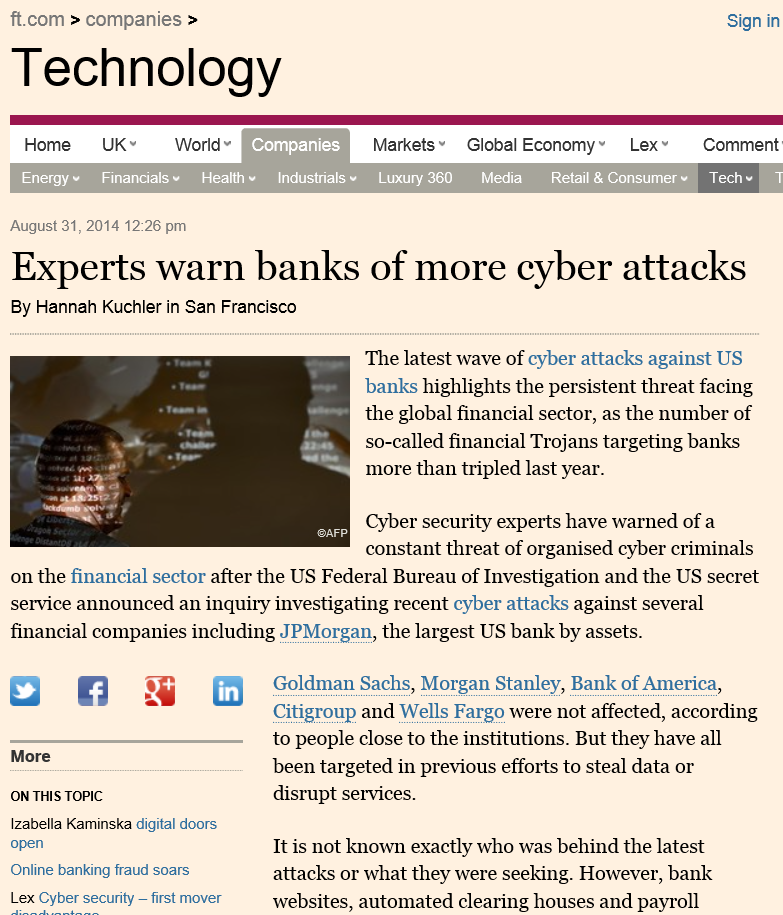 ft.com > companies >
Sign in
Technology
Home UK World Companies Markets Global Economy Lex Comment
Energy Financials Health Industrials Luxury 360 Media Retail & Consumer Tech T
August 31, 2014 12:26 pm
Experts warn banks of more cyber attacks
By Hannah Kuchler in San Francisco
©AFP
The latest wave of cyber attacks against US
banks highlights the persistent threat facing
the global financial sector, as the number of
so-called financial Trojans targeting banks
more than tripled last year.
Cyber security experts have warned of a
constant threat of organised cyber criminals
on the financial sector after the US Federal Bureau of Investigation and the US secret
service announced an inquiry investigating recent cyber attacks against several
financial companies including JPMorgan, the largest US bank by assets.
More
ON THIS TOPIC
Izabella Kaminska digital doors
open
Online banking fraud soars
Lex Cyber security – first mover
disadvantage
Goldman Sachs, Morgan Stanley, Bank of America,
Citigroup and Wells Fargo were not affected, according
to people close to the institutions. But they have all
been targeted in previous efforts to steal data or
disrupt services.
It is not known exactly who was behind the latest
attacks or what they were seeking. However, bank
websites, automated clearing houses and payroll